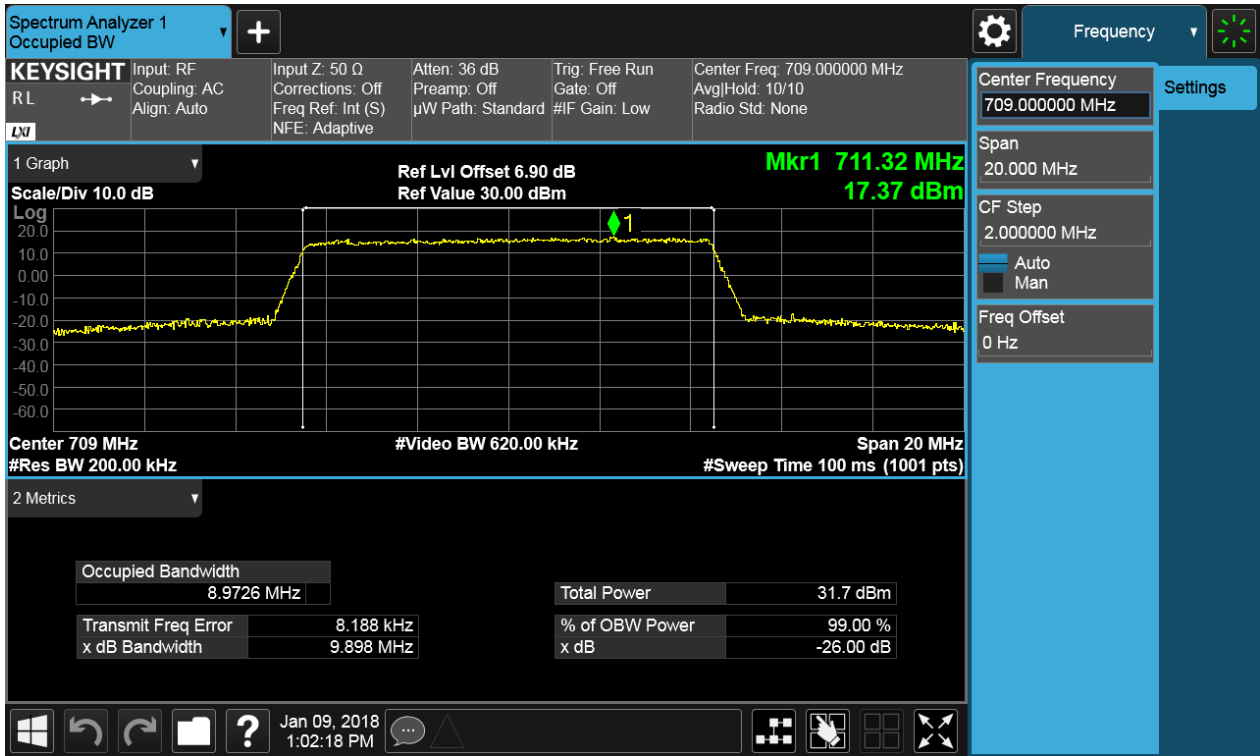 Spectrum Analyzer 1
Occupied BW
+
Frequency
KEYSIGHT
R L
LXI
Input: RF
Coupling: AC
Align: Auto
Input Z: 50 Ω
Corrections: Off
Freq Ref: Int (S)
NFE: Adaptive
Atten: 36 dB
Preamp: Off
µW Path: Standard
Trig: Free Run
Gate: Off
#IF Gain: Low
Center Freq: 709.000000 MHz
Avg|Hold: 10/10
Radio Std: None
Center Frequency
709.000000 MHz
Settings
Span
20.000 MHz
CF Step
2.000000 MHz
Auto
Man
Freq Offset
0 Hz
1 Graph
Scale/Div 10.0 dB
Ref Lvl Offset 6.90 dB
Ref Value 30.00 dBm
Mkr1 711.32 MHz
17.37 dBm
Log
1
20.0
10.0
0.00
-10.0
-20.0
-30.0
-40.0
-50.0
-60.0
Center 709 MHz
#Video BW 620.00 kHz
Span 20 MHz
#Res BW 200.00 kHz
#Sweep Time 100 ms (1001 pts)
2 Metrics
Occupied Bandwidth
8.9726 MHz
Total Power 31.7 dBm
Transmit Freq Error 8.188 kHz
% of OBW Power 99.00 %
x dB Bandwidth 9.898 MHz
x dB -26.00 dB
?
Jan 09, 2018
1:02:18 PM